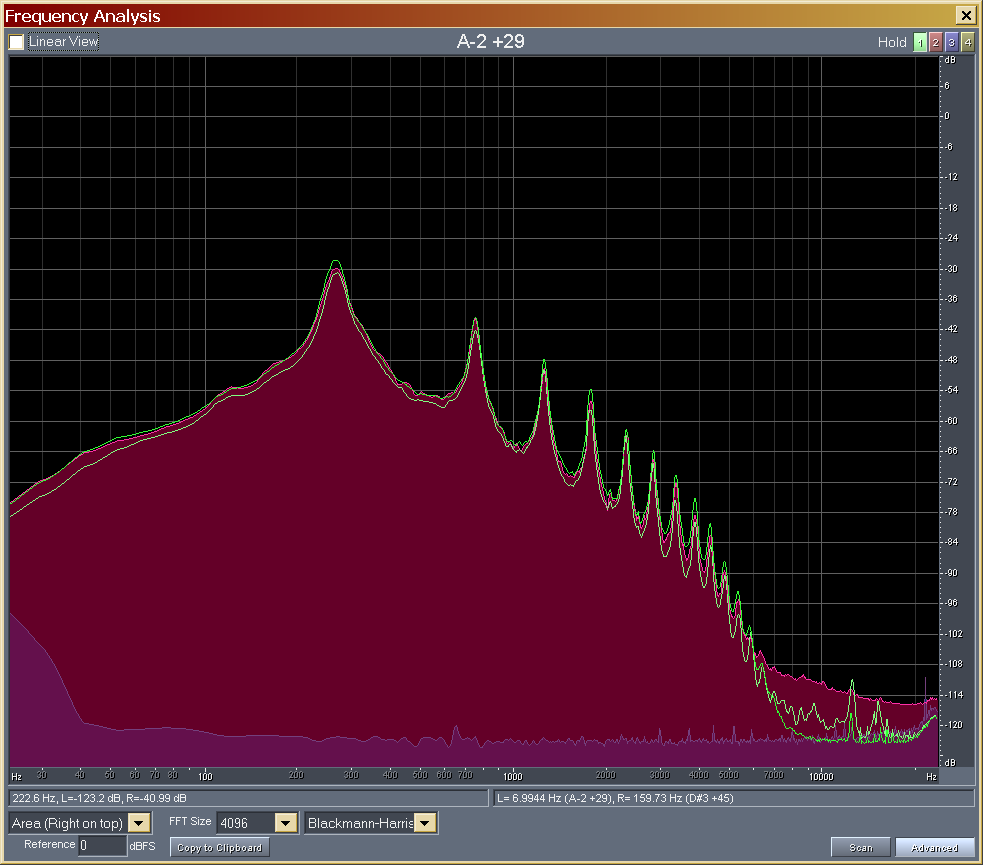 Frequency Analysis
Linear View A-2 +29 Hold 1 2 3 4
dB
6
-0
-6
-12
-18
-24
-30
-36
-42
-48
-54
-60
-66
-72
-78
-84
-90
-96
-102
-108
-114
-120
dB
Hz 30 40 50 60 70 80 100 200 300 400 500 600 700 1000 2000 3000 4000 5000 7000 10000 Hz
222.6 Hz, L=-123.2 dB, R=-40.99 dB L= 6.9944 Hz (A-2 +29), R= 159.73 Hz (D#3 +45)
Area (Right on top) FFT Size 4096 Blackmann-Harris
Reference 0 dBFS Copy to Clipboard Scan Advanced